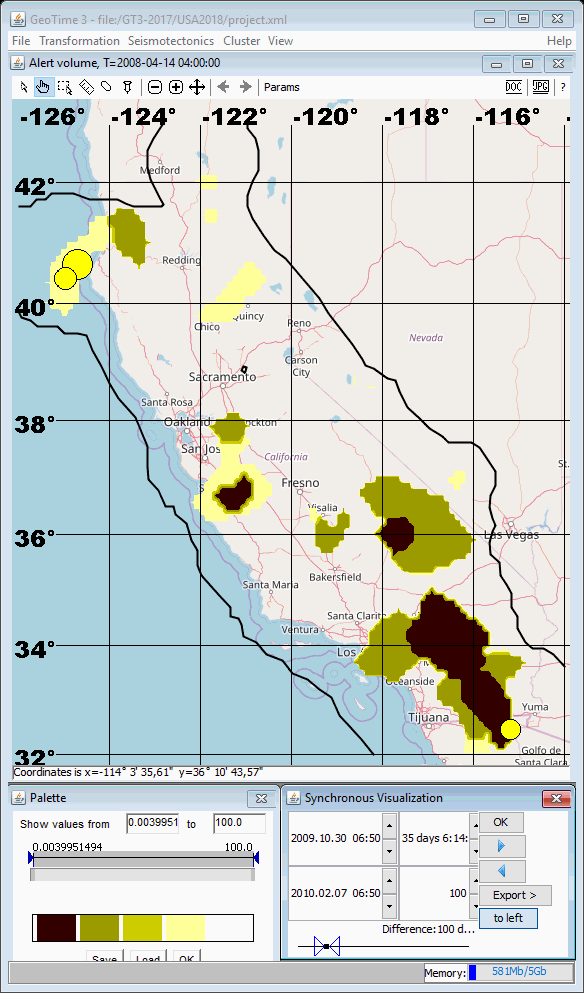 GeoTime 3 - file:/GT3-2017/USA2018/project.xml
File Transformation Seismotectonics Cluster View Help
Alert volume, T=2008-04-14 04:00:00
Params DOC JPG ?
-126° -124° -122° -120° -118° -116°
Medford
42°
Redding
40°
Quincy
Chico
Reno
Nevada
Carson
City
Sacramento
Santa Rosa
38°
Oakland
ckton
San Jos
California
St.
Fresno
Visalia
36°
Las Vegas
Bakersfield
Santa Maria
Santa Clarit
Ventura
34°
Los A
Oceanside
Yuma
Tijuana
Golfo de
32°
Santa Clara
Coordinates is x=-114° 3' 35,61" y=36° 10' 43,57"
Palette
Show values from 0.0039951 to 100.0
0.0039951494 100.0
Save Load OK
Synchronous Visualization
2009.10.30 06:50 35 days 6:14: OK
2010.02.07 06:50 100 Export >
to left
Difference:100 d...
Memory: 581Mb/5Gb